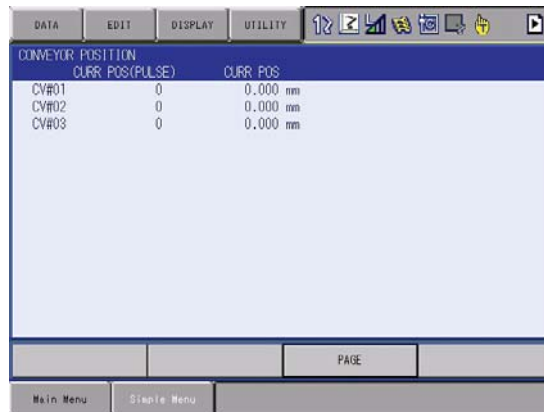 DATA EDIT DISPLAY UTILITY
CONVEYOR POSITION
CURR POS(PULSE) CURR POS
CV#01 0 0.000 mm
CV#02 0 0.000 mm
CV#03 0 0.000 mm
PAGE
Main Menu Simple Menu